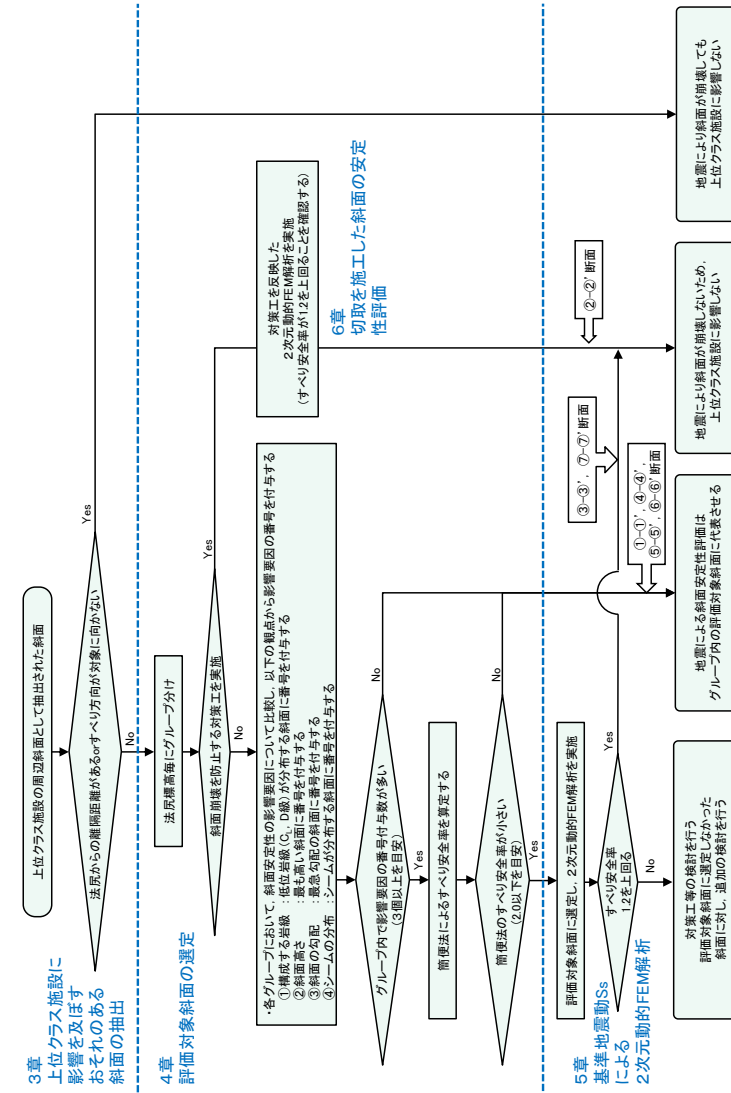 3章
上位クラス施設に
影響を及ぼす
おそれのある
斜面の抽出
上位クラス施設の周辺斜面として抽出された斜面
法尻からの離隔距離があるorすべり方向が対象に向かない
Yes
No
4章
評価対象斜面の選定
法尻標高毎にグループ分け
斜面崩壊を防止する対策工を実施
Yes
No
対策工を反映した
2次元動的FEM解析を実施
(すべり安全率が1.2を上回ることを確認する)
6章
切取を施工した斜面の安定
性評価
・各グループにおいて，斜面安定性の影響要因について比較し，以下の観点から影響要因の番号を付与する
①構成する岩級　：低位岩級(CL, D級)が分布する斜面に番号を付与する
②斜面高さ　：最も高い斜面に番号を付与する
③斜面の勾配　：最急勾配の斜面に番号を付与する
④シームの分布　：シームが分布する斜面に番号を付与する
グループ内で影響要因の番号付与数が多い
(3個以上を目安)
No
Yes
簡便法によるすべり安全率を算定する
簡便法のすべり安全率が小さい
(2.0以下を目安)
No
Yes
5章
基準地震動Ss
による
2次元動的FEM解析
評価対象斜面に選定し，2次元動的FEM解析を実施
すべり安全率
1.2を上回る
Yes
No
③-③’，⑦-⑦’断面
①-①’，④-④’，
⑤-⑤’，⑥-⑥’断面
②-②’断面
対策工等の検討を行う
評価対象斜面に選定しなかった
斜面に対し，追加の検討を行う
地震による斜面安定性評価は
グループ内の評価対象斜面に代表させる
地震により斜面が崩壊しないため，
上位クラス施設に影響しない
地震により斜面が崩壊しても
上位クラス施設に影響しない